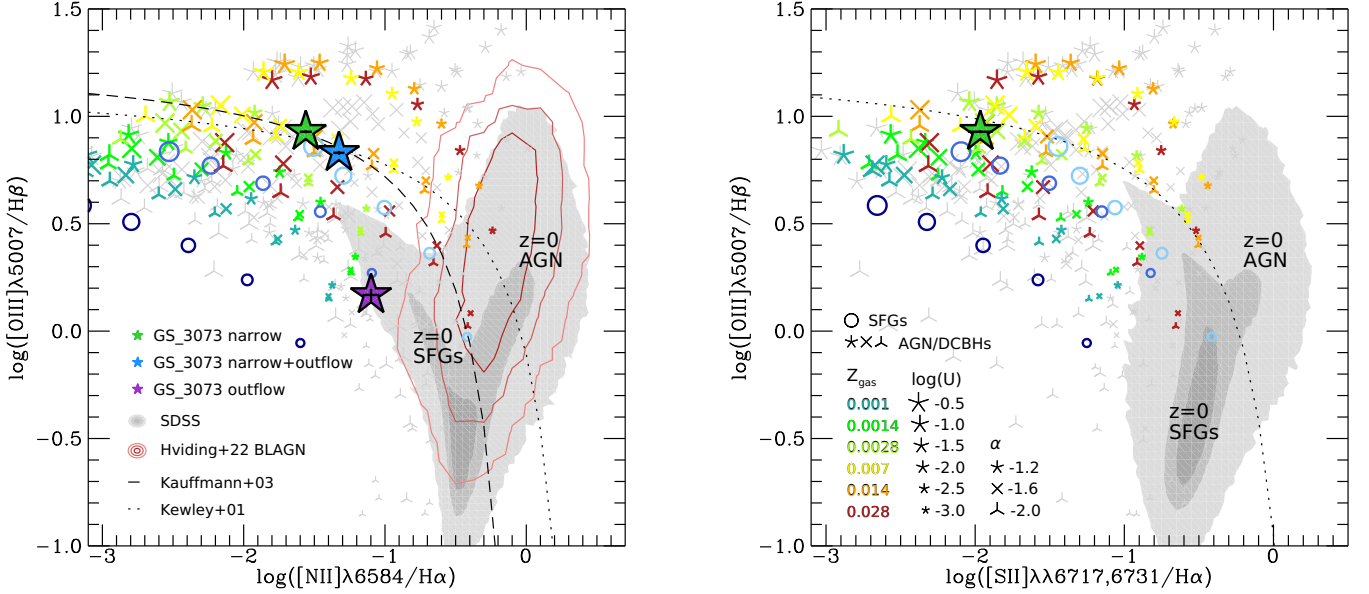 1.5
1.0
0.5
0.0
−0.5
−1.0
log([OIII]λ5007/Hβ)
−3
−2
−1
0
log([NII]λ6584/Hα)
z=0
AGN
z=0
SFGs
GS_3073 narrow
GS_3073 narrow+outflow
GS_3073 outflow
SDSS
Hviding+22 BLAGN
Kauffmann+03
Kewley+01
1.5
1.0
0.5
0.0
−0.5
−1.0
log([OIII]λ5007/Hβ)
−3
−2
−1
0
log([SII]λλ6717,6731/Hα)
z=0
AGN
z=0
SFGs
SFGs
AGN/DCBHs
Zgas log(U)
0.001 -0.5
0.0014 -1.0
0.0028 -1.5 α
0.007 -2.0 -1.2
0.014 -2.5 -1.6
0.028 -3.0 -2.0